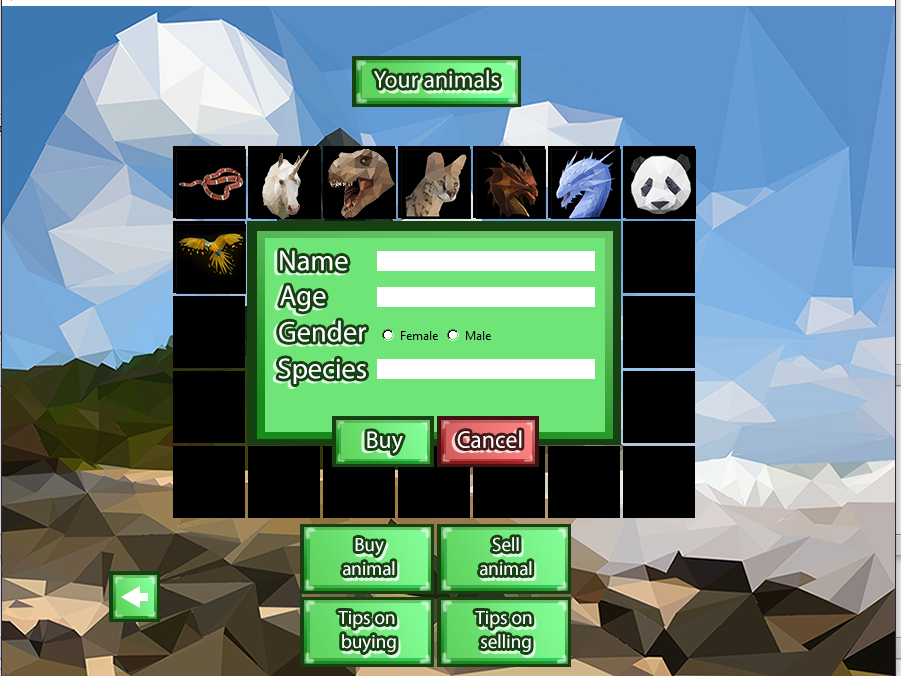 Your animals
Name
Age
Gender Female Male
Species
Buy Cancel
Buy
animal
Sell
animal
Tips on
buying
Tips on
selling